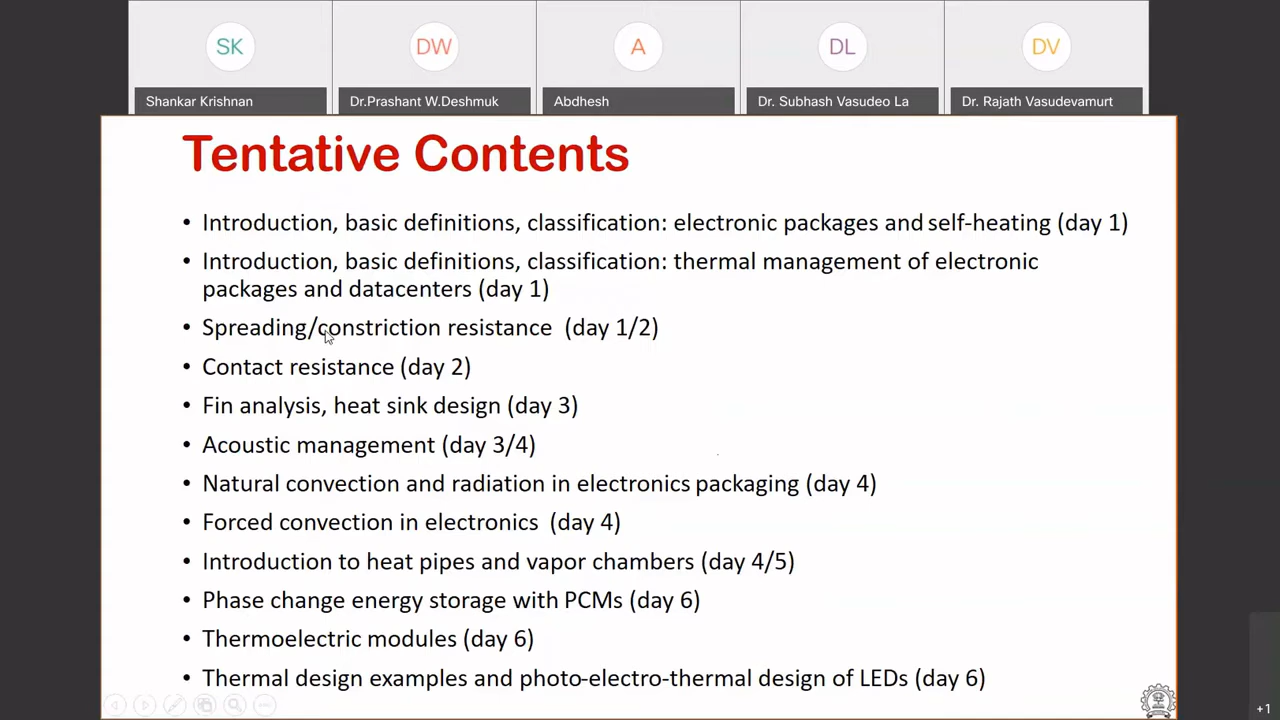 SK
DW
A
DL
DV
Shankar Krishnan
Dr.Prashant W.Deshmuk
Abdhesh
Dr. Subhash Vasudeo La
Dr. Rajath Vasudevamurt
Tentative Contents
• Introduction, basic definitions, classification: electronic packages and self-heating (day 1)
• Introduction, basic definitions, classification: thermal management of electronic
packages and datacenters (day 1)
• Spreading/constriction resistance (day 1/2)
• Contact resistance (day 2)
• Fin analysis, heat sink design (day 3)
• Acoustic management (day 3/4)
• Natural convection and radiation in electronics packaging (day 4)
• Forced convection in electronics (day 4)
• Introduction to heat pipes and vapor chambers (day 4/5)
• Phase change energy storage with PCMs (day 6)
• Thermoelectric modules (day 6)
• Thermal design examples and photo-electro-thermal design of LEDs (day 6)
+1